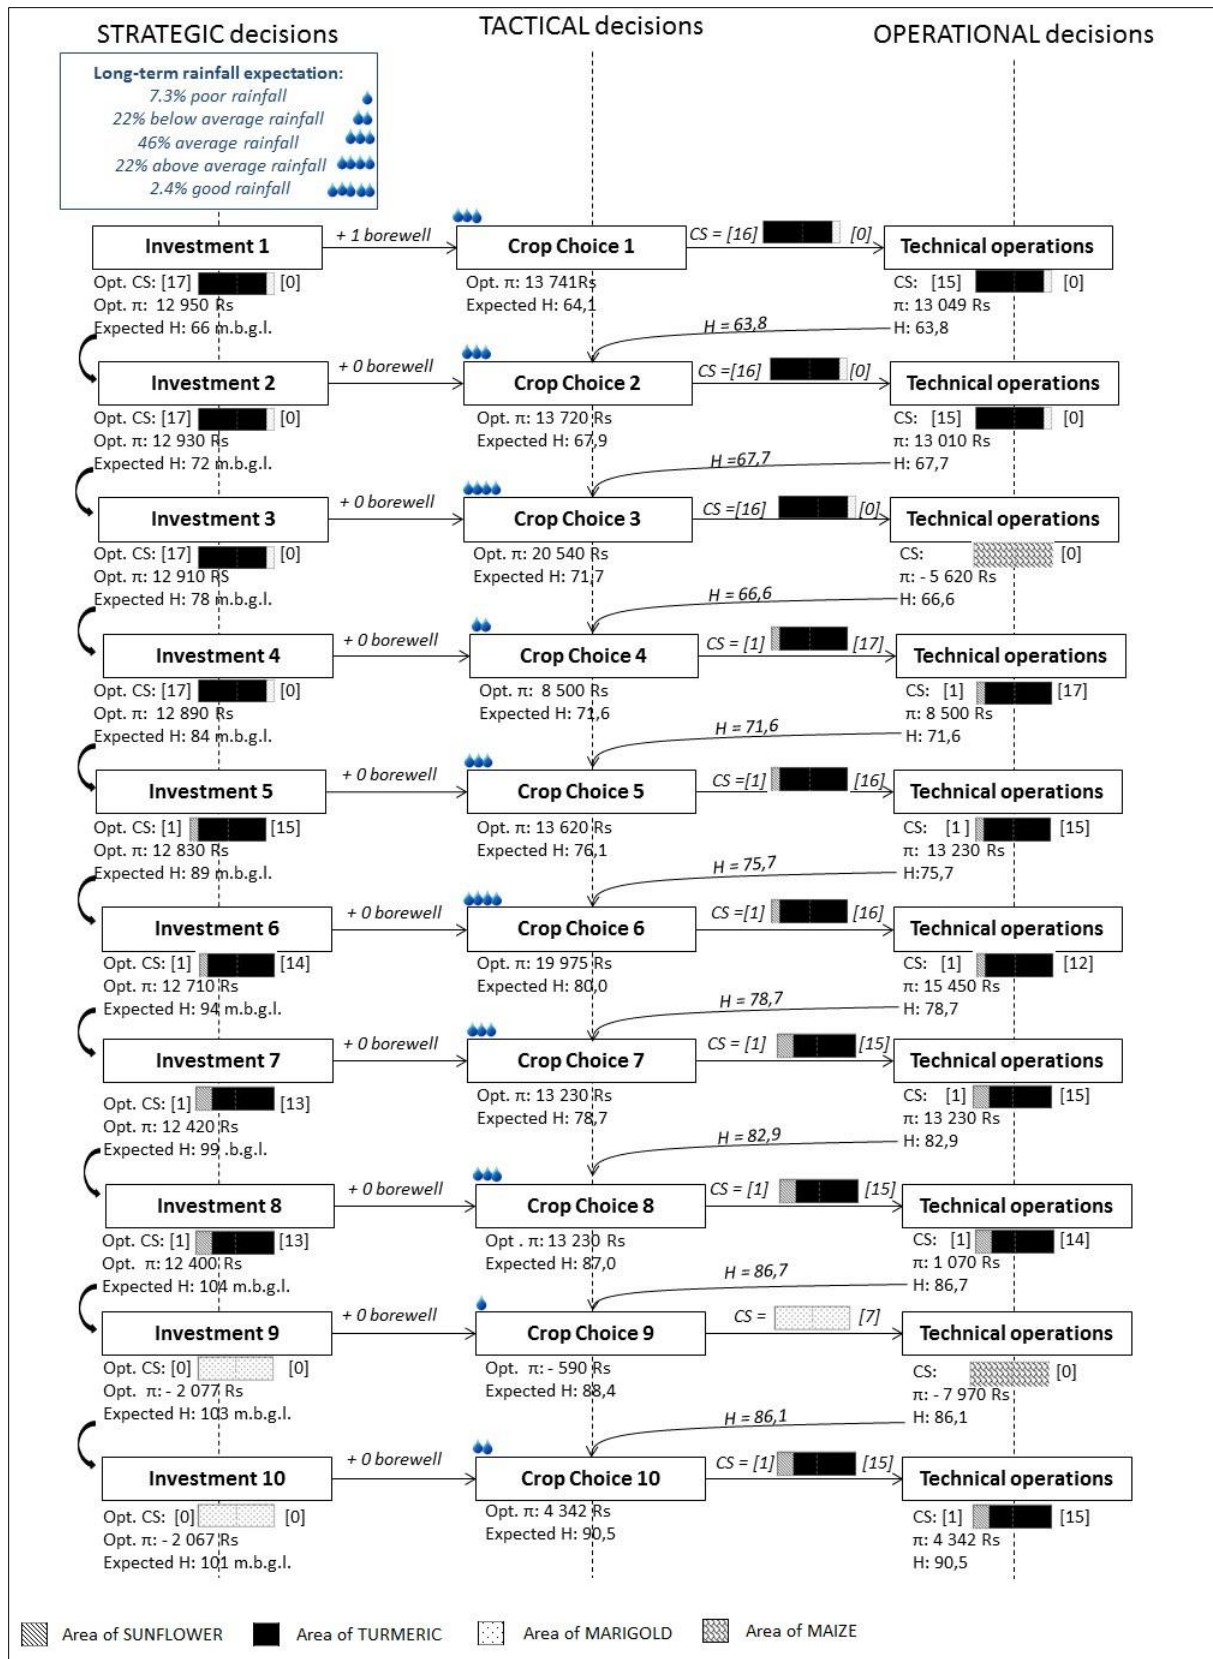 STRATEGIC decisions
TACTICAL decisions
OPERATIONAL decisions
Long-term rainfall expectation:
7.3% poor rainfall
22% below average rainfall
46% average rainfall
22% above average rainfall
2.4% good rainfall
Investment 1
+ 1 borewell
Crop Choice 1
CS = [16] [0]
Technical operations
Opt. CS: [17] [0]
Opt. π: 12 950 Rs
Expected H: 66 m.b.g.l.
Opt. π: 13 741Rs
Expected H: 64,1
CS: [15] [0]
π: 13 049 Rs
H: 63,8
H = 63,8
Investment 2
+ 0 borewell
Crop Choice 2
CS =[16] [0]
Technical operations
Opt. CS: [17] [0]
Opt. π: 12 930 Rs
Expected H: 72 m.b.g.l.
Opt. π: 13 720 Rs
Expected H: 67,9
CS: [15] [0]
π: 13 010 Rs
H: 67,7
H =67,7
Investment 3
+ 0 borewell
Crop Choice 3
CS =[16] [0]
Technical operations
Opt. CS: [17] [0]
Opt. π: 12 910 RS
Expected H: 78 m.b.g.l.
Opt. π: 20 540 Rs
Expected H: 71,7
CS: [0]
π: - 5 620 Rs
H: 66,6
H = 66,6
Investment 4
+ 0 borewell
Crop Choice 4
CS = [1] [17]
Technical operations
Opt. CS: [17] [0]
Opt. π: 12 890 Rs
Expected H: 84 m.b.g.l.
Opt. π: 8 500 Rs
Expected H: 71,6
CS: [1] [17]
π: 8 500 Rs
H: 71,6
H = 71,6
Investment 5
+ 0 borewell
Crop Choice 5
CS =[1] [16]
Technical operations
Opt. CS: [1] [15]
Opt. π: 12 830 Rs
Expected H: 89 m.b.g.l.
Opt. π: 13 620 Rs
Expected H: 76,1
CS: [1] [15]
π: 13 230 Rs
H:75,7
H = 75,7
Investment 6
+ 0 borewell
Crop Choice 6
CS =[1] [16]
Technical operations
Opt. CS: [1] [14]
Opt. π: 12 710 Rs
Expected H: 94 m.b.g.l.
Opt. π: 19 975 Rs
Expected H: 80,0
CS: [1] [12]
π: 15 450 Rs
H: 78,7
H = 78,7
Investment 7
+ 0 borewell
Crop Choice 7
CS = [1] [15]
Technical operations
Opt. CS: [1] [13]
Opt. π: 12 420 Rs
Expected H: 99 .b.g.l.
Opt. π: 13 230 Rs
Expected H: 78,7
CS: [1] [15]
π: 13 230 Rs
H: 82,9
H = 82,9
Investment 8
+ 0 borewell
Crop Choice 8
CS = [1] [15]
Technical operations
Opt. CS: [1] [13]
Opt. π: 12 400 Rs
Expected H: 104 m.b.g.l.
Opt . π: 13 230 Rs
Expected H: 87,0
CS: [1] [14]
π: 1 070 Rs
H: 86,7
H = 86,7
Investment 9
+ 0 borewell
Crop Choice 9
CS = [7]
Technical operations
Opt. CS: [0] [0]
Opt. π: - 2 077 Rs
Expected H: 103 m.b.g.l.
Opt. π: - 590 Rs
Expected H: 88,4
CS: [0]
π: - 7 970 Rs
H: 86,1
H = 86,1
Investment 10
+ 0 borewell
Crop Choice 10
CS = [1] [15]
Technical operations
Opt. CS: [0] [0]
Opt. π: - 2 067 Rs
Expected H: 101 m.b.g.l.
Opt. π: 4 342 Rs
Expected H: 90,5
CS: [1] [15]
π: 4 342 Rs
H: 90,5
Area of SUNFLOWER
Area of TURMERIC
Area of MARIGOLD
Area of MAIZE